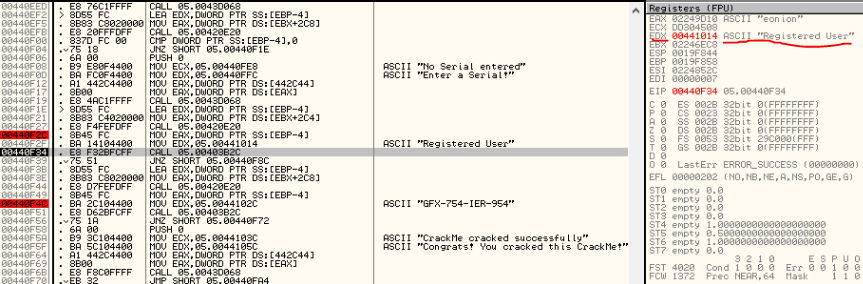 00440EED . E8 76C1FFFF CALL 05.0043D068
00440EF2 > 8D55 FC LEA EDX,DWORD PTR SS:[EBP-4]
00440EF5 . 8B83 C8020000 MOV EAX,DWORD PTR DS:[EBX+2C8]
00440EFB . E8 20FFFDFF CALL 05.00420E20
00440F00 . 837D FC 00 CMP DWORD PTR SS:[EBP-4],0
00440F04 . 75 18 JNZ SHORT 05.00440F1E
00440F06 . 6A 00 PUSH 0
00440F08 . B9 E80F4400 MOV ECX,05.00440FE8 ASCII "No Serial entered"
00440F0D . BA FC0F4400 MOV EDX,05.00440FFC ASCII "Enter a Serial!"
00440F12 . A1 442C4400 MOV EAX,DWORD PTR DS:[442C44]
00440F17 . 8B00 MOV EAX,DWORD PTR DS:[EAX]
00440F19 . E8 4AC1FFFF CALL 05.0043D068
00440F1E > 8D55 FC LEA EDX,DWORD PTR SS:[EBP-4]
00440F21 . 8B83 C4020000 MOV EAX,DWORD PTR DS:[EBX+2C4]
00440F27 . E8 F4FEFDFF CALL 05.00420E20
00440F2C . 8B45 FC MOV EAX,DWORD PTR SS:[EBP-4]
00440F2F . BA 14104400 MOV EDX,05.00441014 ASCII "Registered User"
00440F34 . E8 F32BFCFF CALL 05.00403B2C
00440F39 . 75 51 JNZ SHORT 05.00440F8C
00440F3B . 8D55 FC LEA EDX,DWORD PTR SS:[EBP-4]
00440F3E . 8B83 C8020000 MOV EAX,DWORD PTR DS:[EBX+2C8]
00440F44 . E8 D7FEFDFF CALL 05.00420E20
00440F49 . 8B45 FC MOV EAX,DWORD PTR SS:[EBP-4]
00440F4C . BA 2C104400 MOV EDX,05.0044102C ASCII "GFX-754-IER-954"
00440F51 . E8 D62BFCFF CALL 05.00403B2C
00440F56 . 75 1A JNZ SHORT 05.00440F72
00440F58 . 6A 00 PUSH 0
00440F5A . B9 3C104400 MOV ECX,05.0044103C ASCII "CrackMe cracked successfully"
00440F5F . BA 5C104400 MOV EDX,05.0044105C ASCII "Congrats! You cracked this CrackMe!"
00440F64 . A1 442C4400 MOV EAX,DWORD PTR DS:[442C44]
00440F69 . 8B00 MOV EAX,DWORD PTR DS:[EAX]
00440F6B . E8 F8C0FFFF CALL 05.0043D068
00440F70 . EB 32 JMP SHORT 05.00440FA4
Registers (FPU)
EAX 02249D10 ASCII "eonion"
ECX DD304508
EDX 00441014 ASCII "Registered User"
EBX 02246EC8
ESP 0019F844
EBP 0019F858
ESI 0224852C
EDI 00000007
EIP 00440F34 05.00440F34
C 0 ES 002B 32bit 0(FFFFFFFF)
P 0 CS 0023 32bit 0(FFFFFFFF)
A 0 SS 002B 32bit 0(FFFFFFFF)
Z 0 DS 002B 32bit 0(FFFFFFFF)
S 0 FS 0053 32bit 29C000(FFF)
T 0 GS 002B 32bit 0(FFFFFFFF)
D 0
O 0 LastErr ERROR_SUCCESS (00000000)
EFL 00000202 (NO,NB,NE,A,NS,PO,GE,G)
ST0 empty 0.0
ST1 empty 0.0
ST2 empty 0.0
ST3 empty 0.0
ST4 empty 1.0000000000000000000
ST5 empty 0.5000000000000000000
ST6 empty 1.0000000000000000000
ST7 empty 0.0
3 2 1 0 E S P U O
FST 4020 Cond 1 0 0 0 Err 0 0 1 0 0
FCW 1372 Prec NEAR,64 Mask 1 1 0